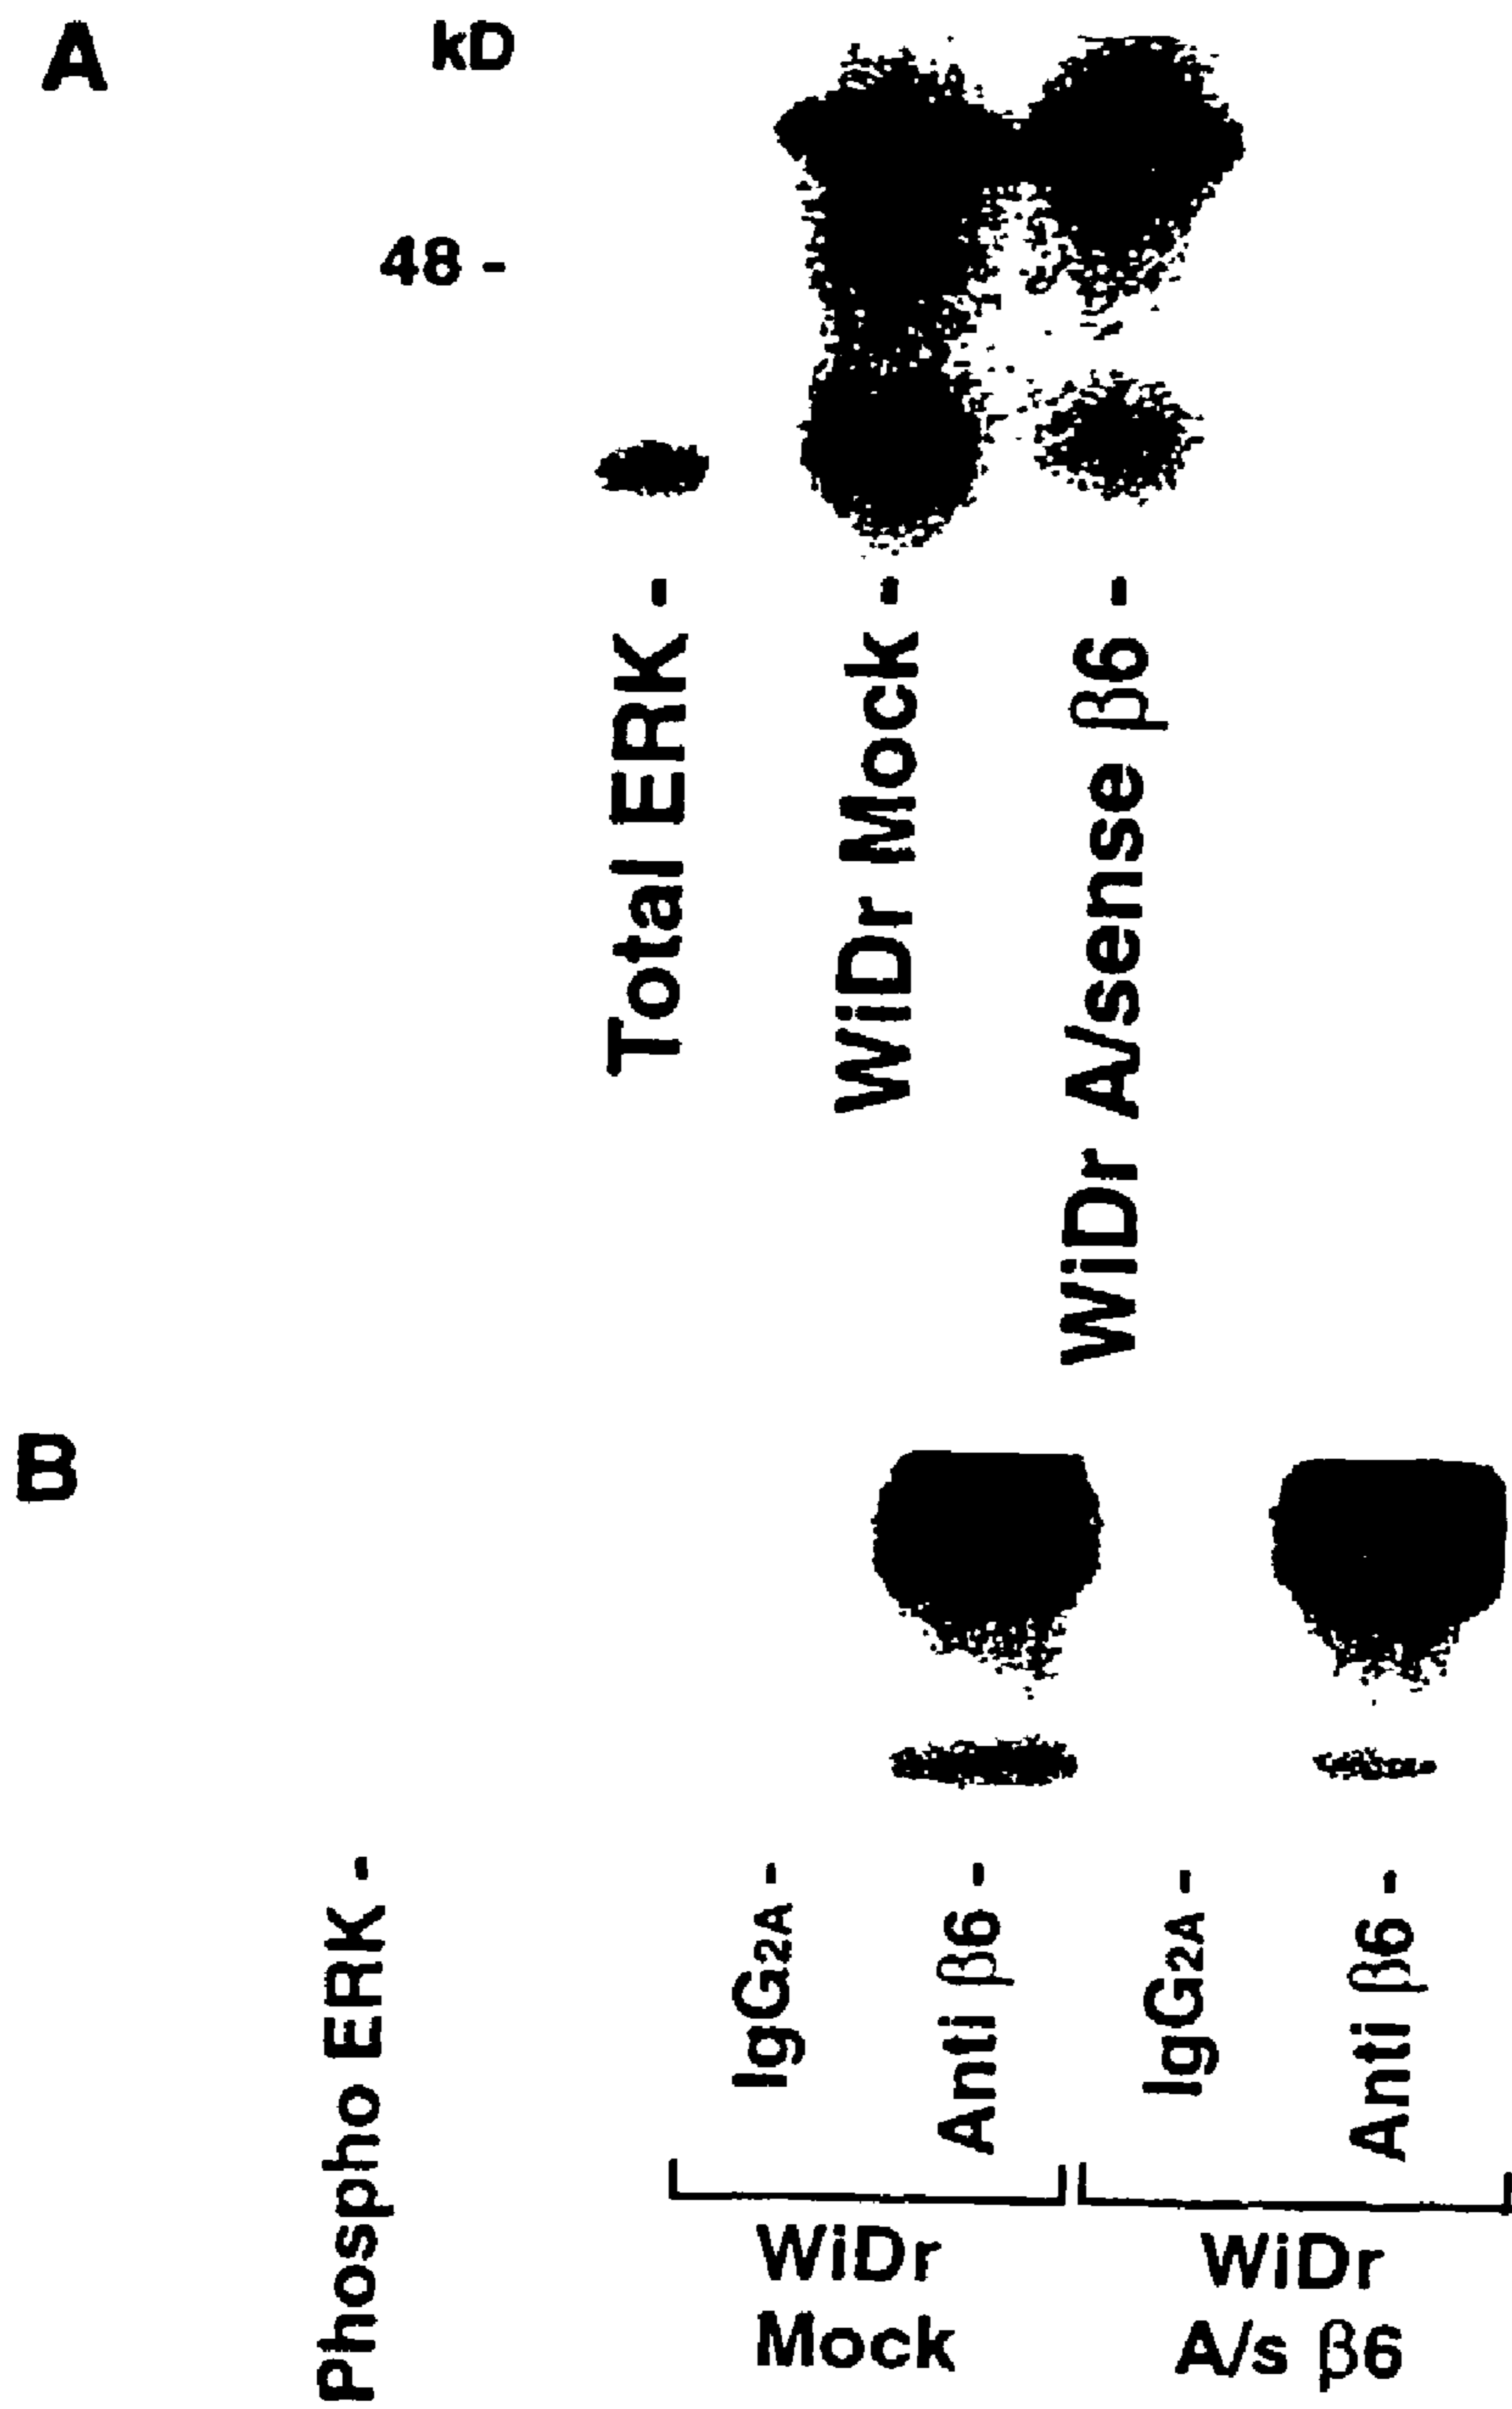 A
kD
48 -
Total ERK -
WiDr Mock -
WiDr A/sense β6 -
B
Phospho ERK -
IgG2A -
Anti β6 -
IgG2A -
Anti β6 -
WiDr
Mock
WiDr
A/s β6